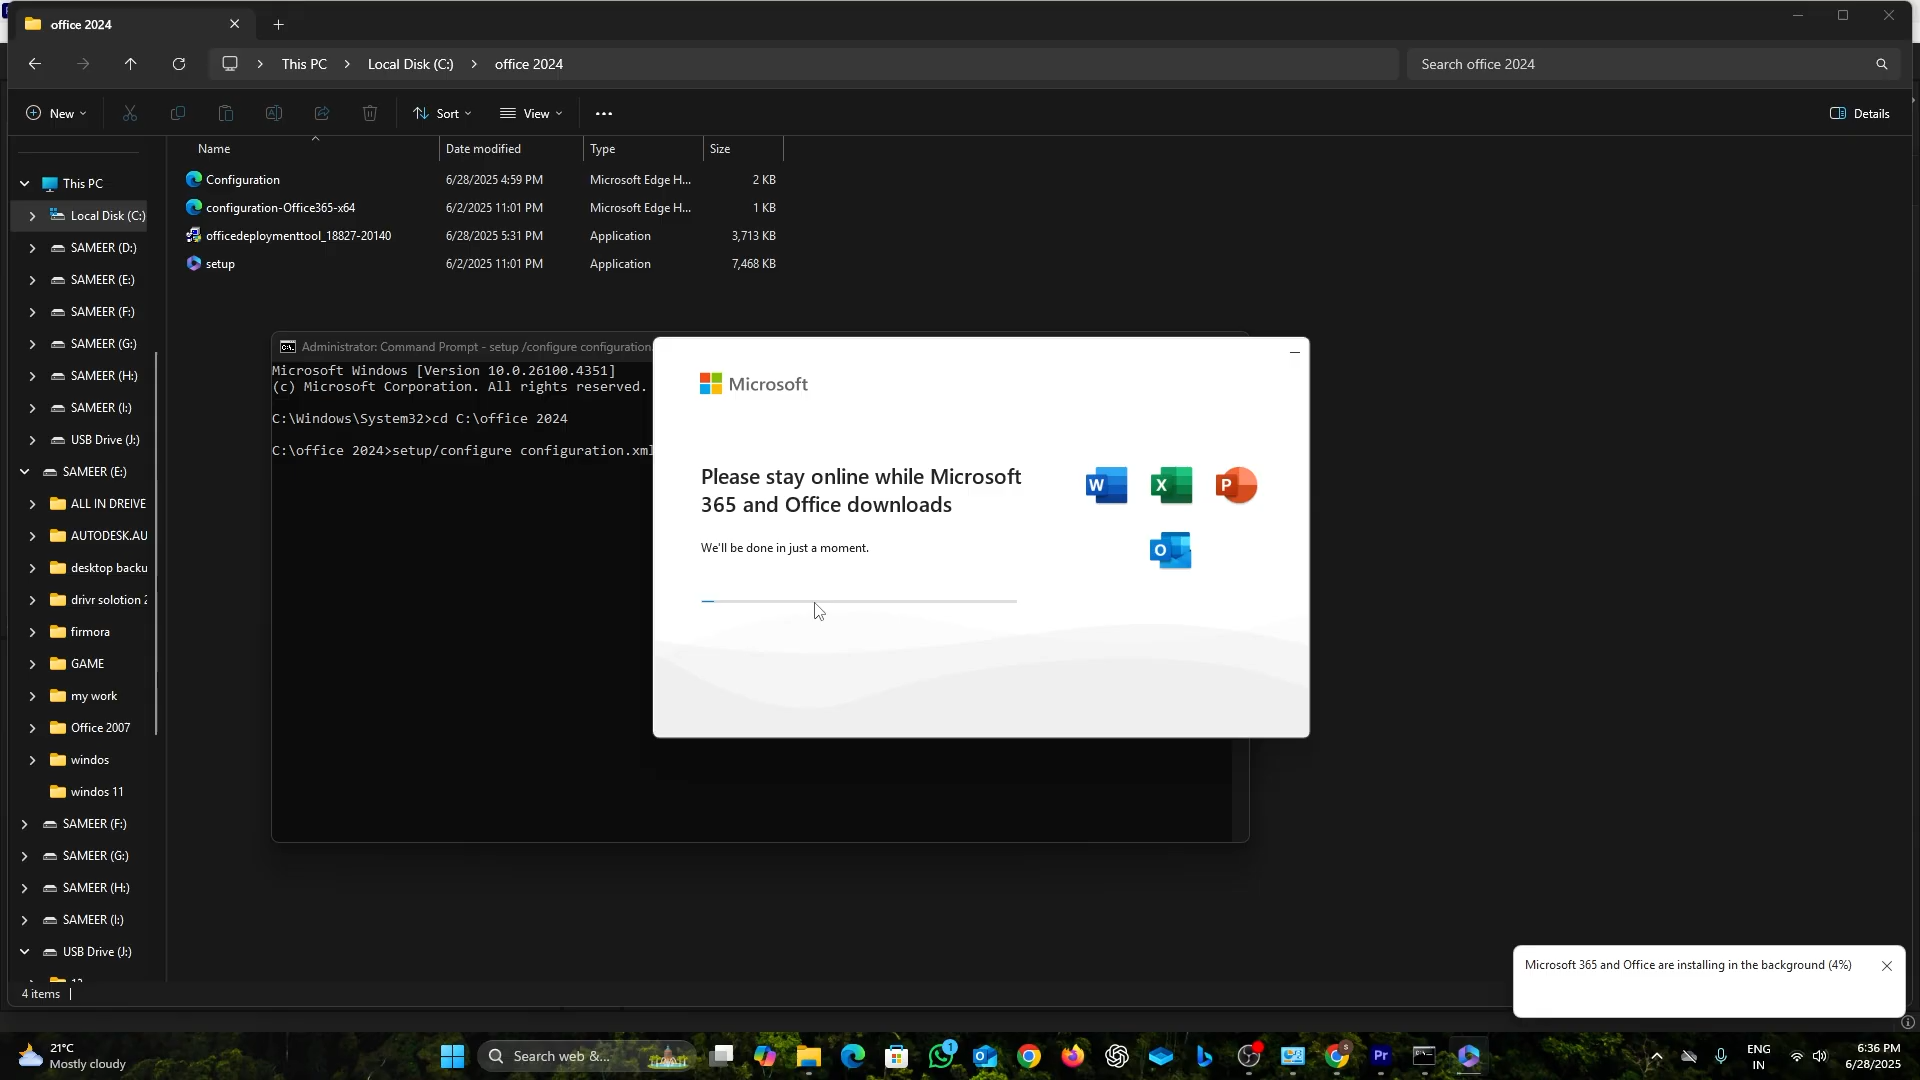 office 2024
This PC
Local Disk (C:)
office 2024
Search office 2024
New
Sort
View
Details
Name
Date modified
Type
Size
Configuration
6/28/2025 4:59 PM
Microsoft Edge H...
2 KB
configuration-Office365-x64
6/2/2025 11:01 PM
Microsoft Edge H...
1 KB
officedeploymenttool_18827-20140
6/28/2025 5:31 PM
Application
3,713 KB
setup
6/2/2025 11:01 PM
Application
7,468 KB
This PC
Local Disk (C:)
SAMEER (D:)
SAMEER (E:)
SAMEER (F:)
SAMEER (G:)
SAMEER (H:)
SAMEER (I:)
USB Drive (J:)
SAMEER (E:)
ALL IN DREIVE
AUTODESK.AU
desktop backu
drivr solotion 2
firmora
GAME
my work
Office 2007
windos
windos 11
SAMEER (F:)
SAMEER (G:)
SAMEER (H:)
SAMEER (I:)
USB Drive (J:)
4 items
Administrator: Command Prompt - setup /configure configuration.
Microsoft Windows [Version 10.0.26100.4351]
(c) Microsoft Corporation. All rights reserved.
C:\Windows\System32>cd C:\office 2024
C:\office 2024>setup/configure configuration.xml
Microsoft
Please stay online while Microsoft
365 and Office downloads
We'll be done in just a moment.
W
X
P
O
Microsoft 365 and Office are installing in the background (4%)
21°C
Mostly cloudy
Search web &...
1
Pr
ENG
IN
6:36 PM
6/28/2025